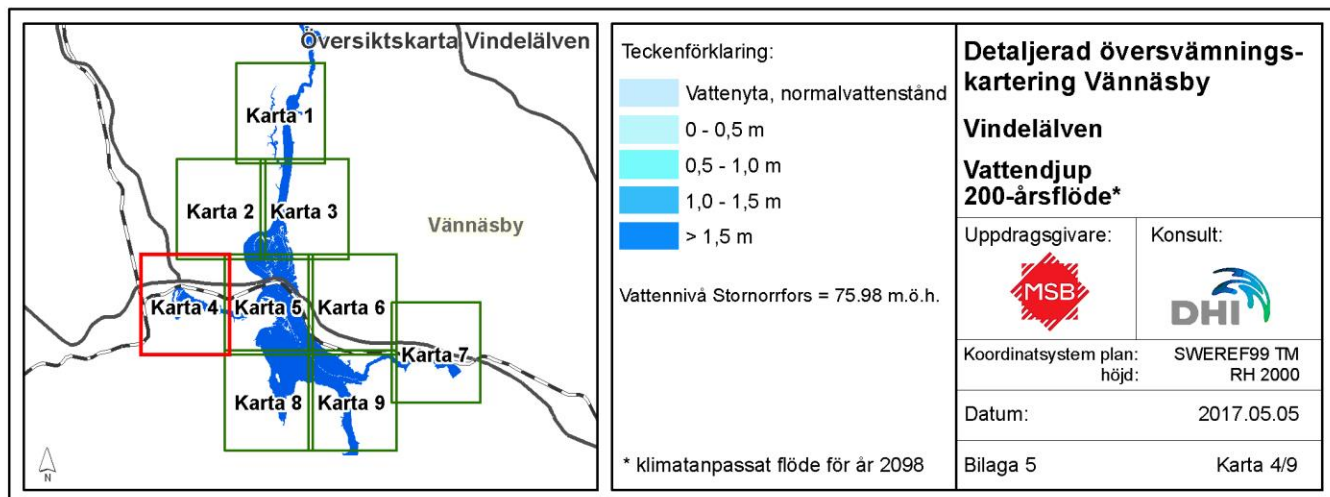 Översiktskarta Vindelälven
Karta 1
Karta 2
Karta 3
Vännäsby
Karta 4
Karta 5
Karta 6
Karta 7
Karta 8
Karta 9
N
Teckenförklaring:
Vattenyta, normalvattenstånd
0 - 0,5 m
0,5 - 1,0 m
1,0 - 1,5 m
> 1,5 m
Vattennivå Stornorrfors = 75.98 m.ö.h.
* klimatanpassat flöde för år 2098
Detaljerad översvämnings-
kartering Vännäsby
Vindelälven
Vattendjup
200-årsflöde*
Uppdragsgivare:
MSB
Konsult:
DHI
Koordinatsystem plan: SWEREF99 TM
höjd: RH 2000
Datum: 2017.05.05
Bilaga 5 Karta 4/9